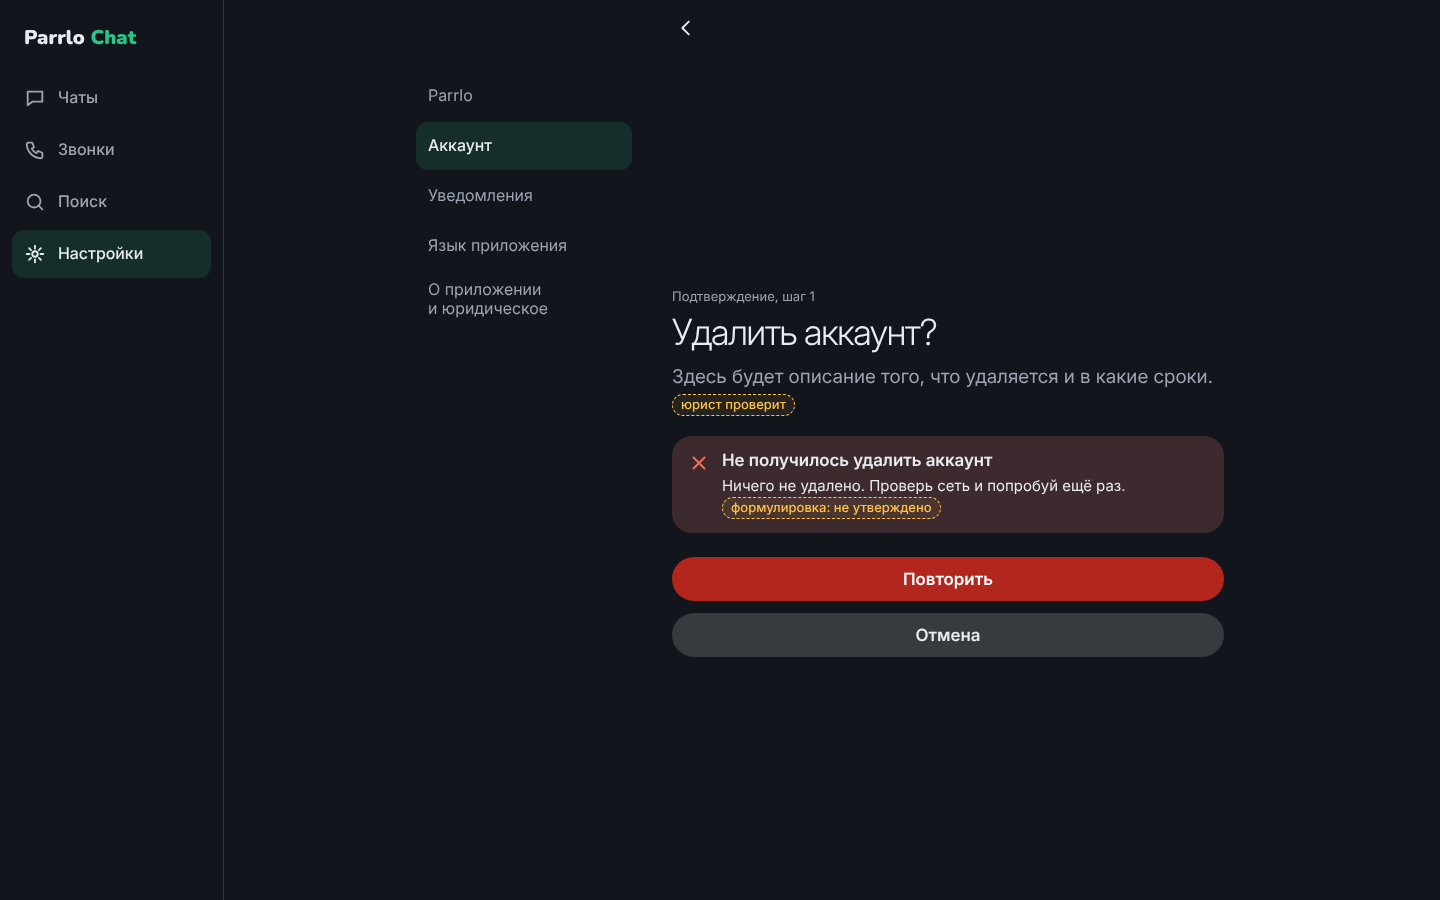 Parrlo Chat
Чаты
Звонки
Поиск
Настройки
Parrlo
Аккаунт
Уведомления
Язык приложения
О приложении
и юридическое
Подтверждение, шаг 1
Удалить аккаунт?
Здесь будет описание того, что удаляется и в какие сроки.
юрист проверит
Не получилось удалить аккаунт
Ничего не удалено. Проверь сеть и попробуй ещё раз.
формулировка: не утверждено
Повторить
Отмена